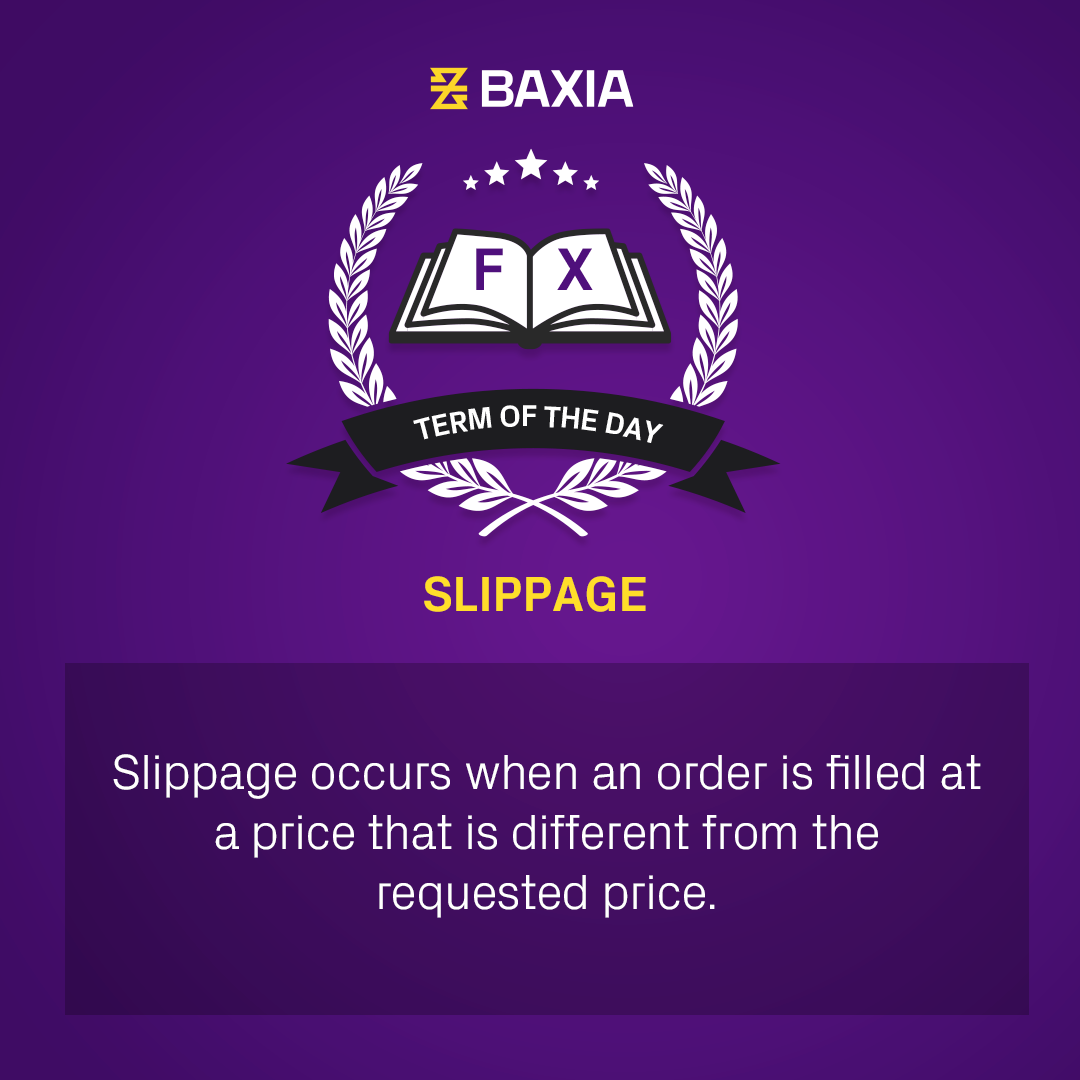 BAXIA
F X
TERM OF THE DAY
SLIPPAGE
Slippage occurs when an order is filled at
a price that is different from the
requested price.